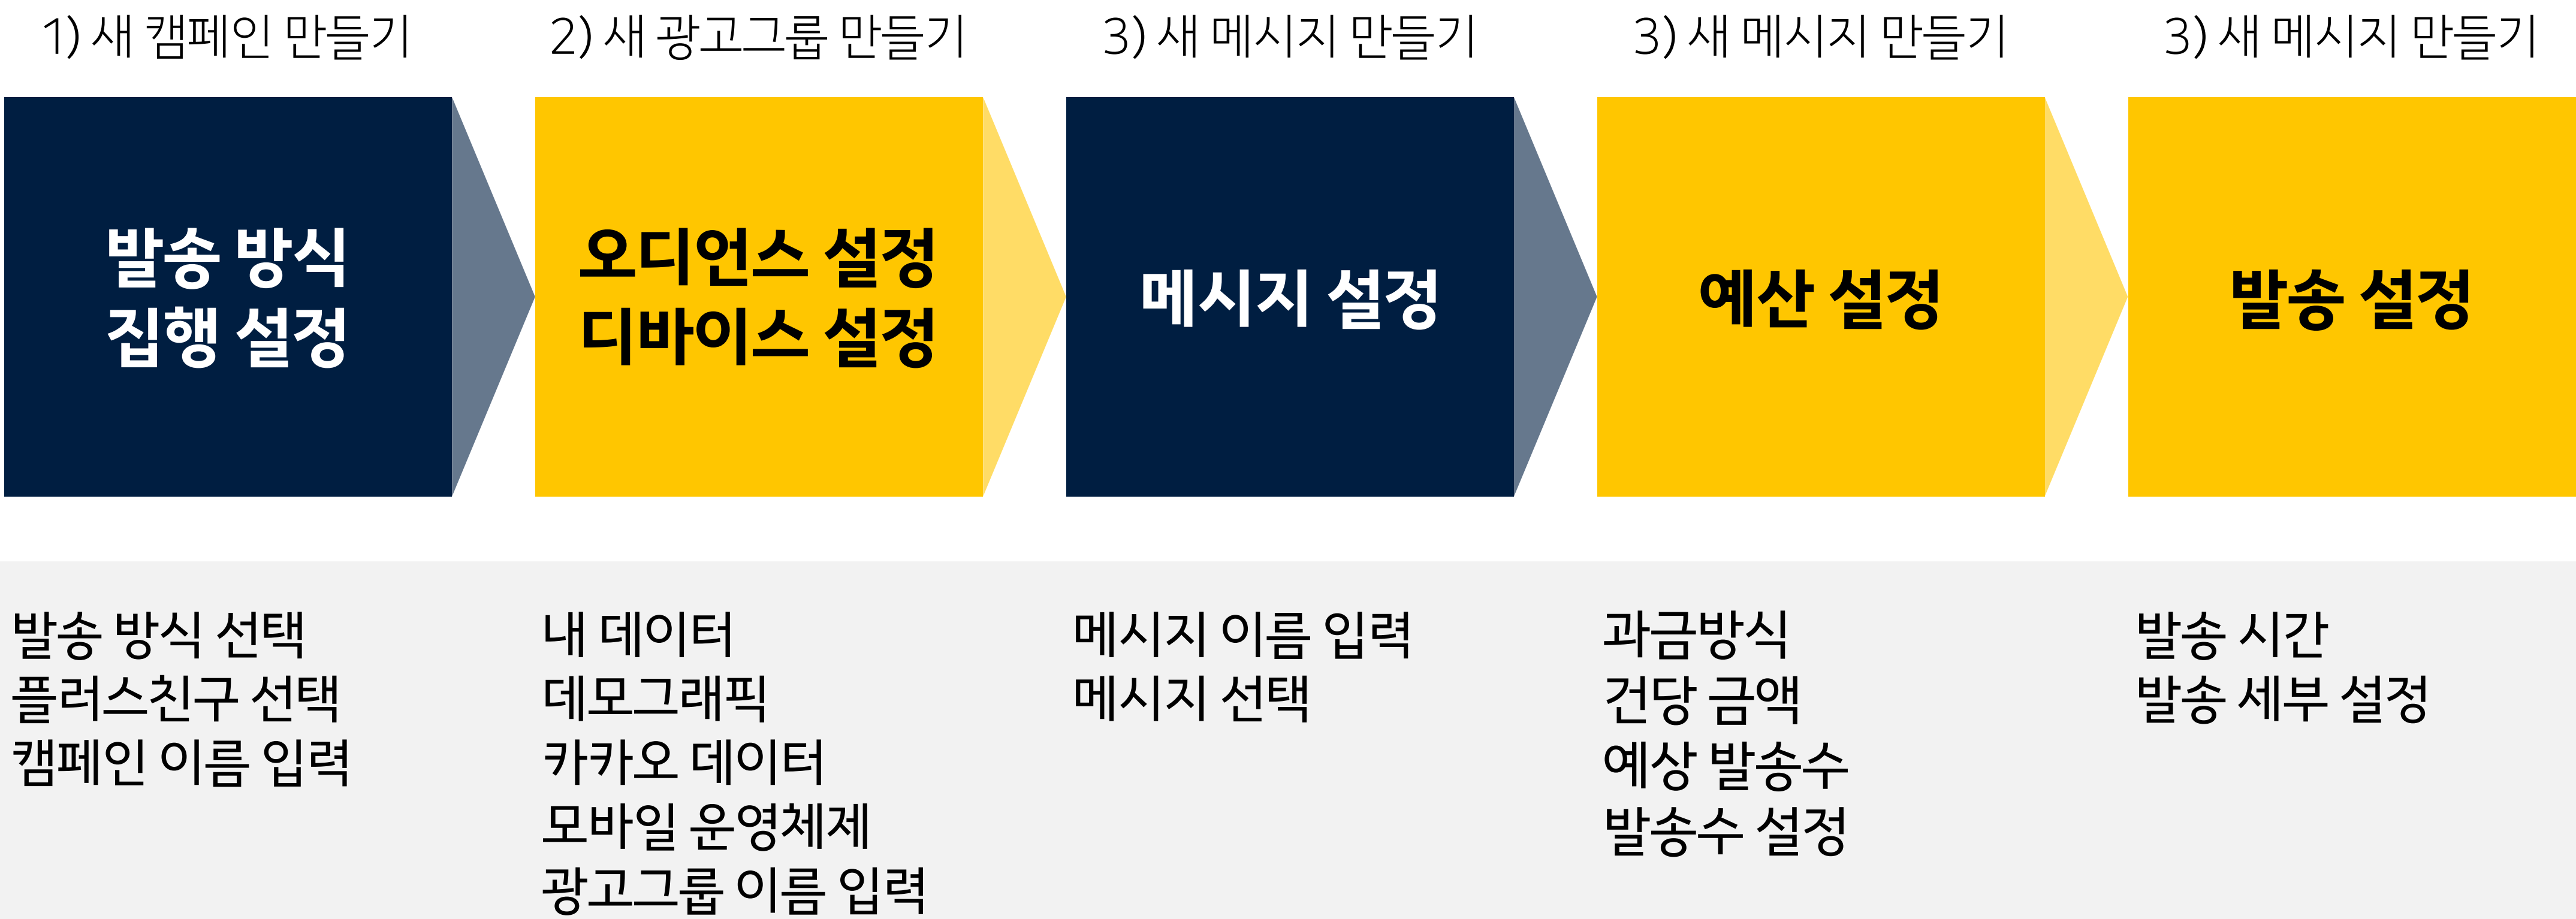 1) 새 캠페인 만들기
2) 새 광고그룹 만들기
3) 새 메시지 만들기
3) 새 메시지 만들기
3) 새 메시지 만들기
발송 방식
집행 설정
오디언스 설정
디바이스 설정
메시지 설정
예산 설정
발송 설정
발송 방식 선택
플러스친구 선택
캠페인 이름 입력
내 데이터
데모그래픽
카카오 데이터
모바일 운영체제
광고그룹 이름 입력
메시지 이름 입력
메시지 선택
과금방식
건당 금액
예상 발송수
발송수 설정
발송 시간
발송 세부 설정